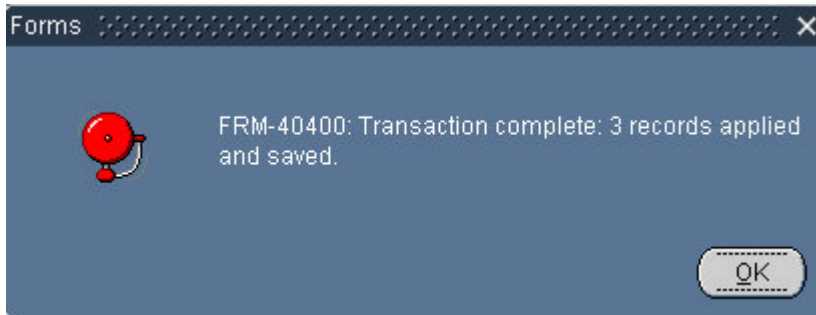 Forms
FRM-40400: Transaction complete: 3 records applied
and saved.
OK